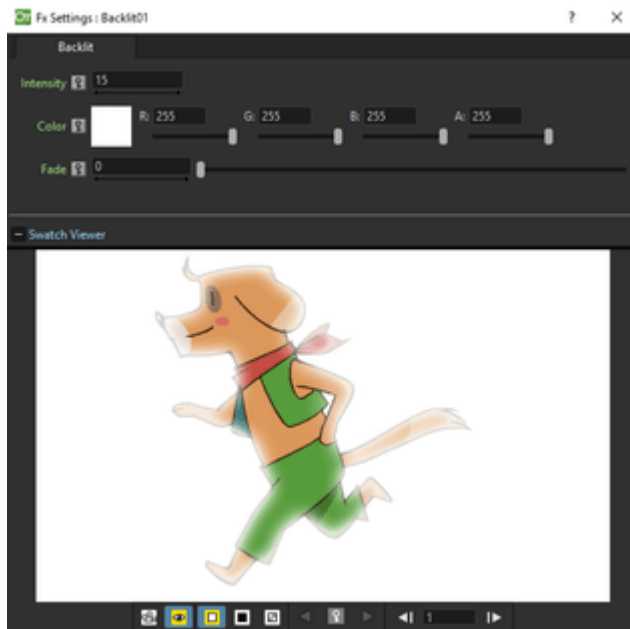 Fx Settings : Backlit01
Backlit
Intensity 15
Color R: 255 G: 255 B: 255 A: 255
Fade 0
Swatch Viewer
1